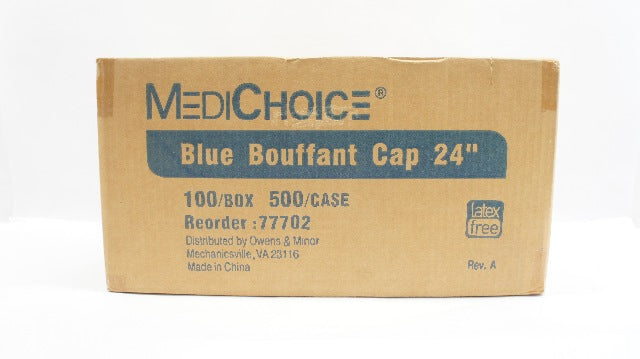 MEDICHOICE®
Blue Bouffant Cap 24"
100/BOX 500/CASE
Reorder :77702
Distributed by Owens & Minor
Mechanicsville, VA 23116
Made in China
latex
free
Rev. A